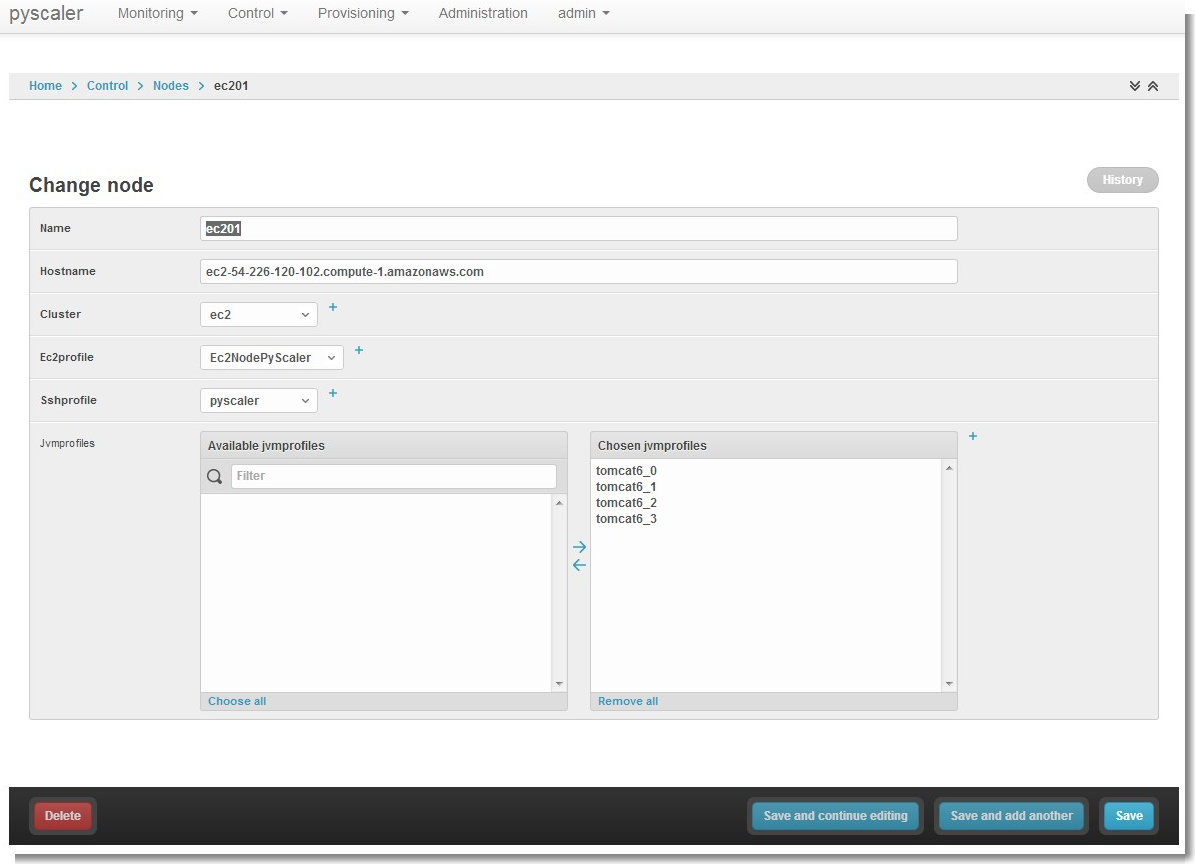 pyscaler Monitoring Control Provisioning Administration admin
Home > Control > Nodes > ec201
Change node
History
Name ec201
Hostname ec2-54-226-120-102.compute-1.amazonaws.com
Cluster ec2 +
Ec2profile Ec2NodePyScaler +
Sshprofile pyscaler +
Jvmprofiles Available jvmprofiles Chosen jvmprofiles +
Filter
tomcat6_0
tomcat6_1
tomcat6_2
tomcat6_3
Choose all Remove all
Delete Save and continue editing Save and add another Save